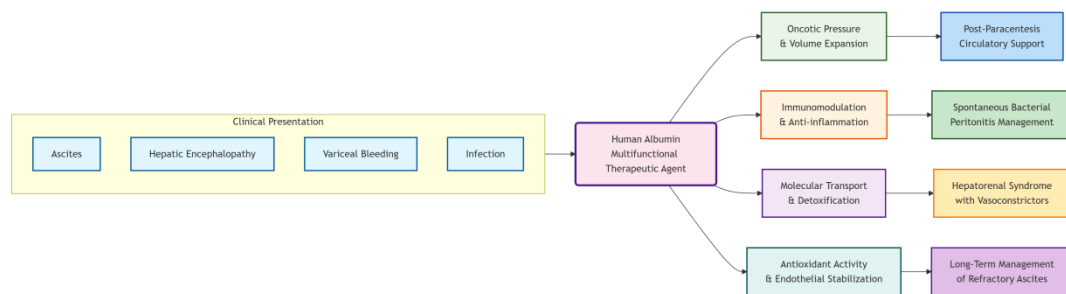 Clinical Presentation
Ascites
Hepatic Encephalopathy
Variceal Bleeding
Infection
Human Albumin
Multifunctional
Therapeutic Agent
Oncotic Pressure
& Volume Expansion
Post-Paracentesis
Circulatory Support
Immunomodulation
& Anti-inflammation
Spontaneous Bacterial
Peritonitis Management
Molecular Transport
& Detoxification
Hepatorenal Syndrome
with Vasoconstrictors
Antioxidant Activity
& Endothelial Stabilization
Long-Term Management
of Refractory Ascites